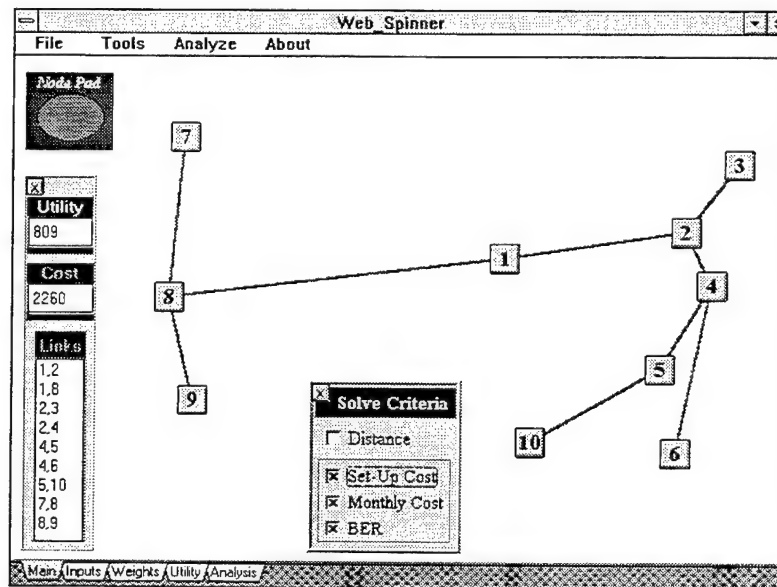 Web_Spinner
File Tools Analyze About
Node Pad
Utility
809
Cost
2260
Links
1,2
1,8
2,3
2,4
4,5
4,6
5,10
7,8
8,9
7
3
2
1
4
8
5
9
10
6
Solve Criteria
Distance
Set-Up Cost
Monthly Cost
BER
Main Inputs Weights Utility Analysis